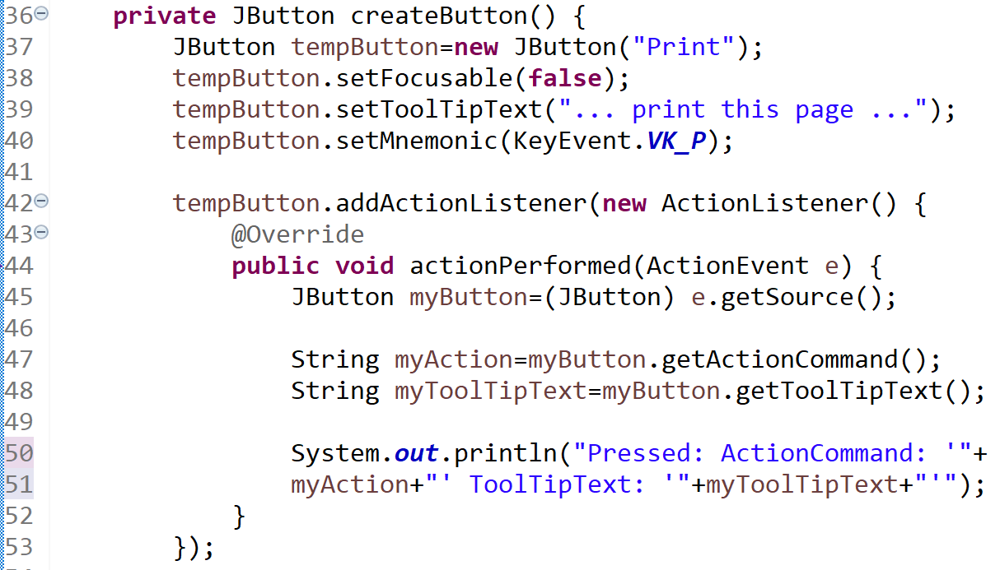 36 private JButton createButton() {
37 JButton tempButton=new JButton("Print");
38 tempButton.setFocusable(false);
39 tempButton.setToolTipText("... print this page ...");
40 tempButton.setMnemonic(KeyEvent.VK_P);
41
42 tempButton.addActionListener(new ActionListener() {
43 @Override
44 public void actionPerformed(ActionEvent e) {
45 JButton myButton=(JButton) e.getSource();
46
47 String myAction=myButton.getActionCommand();
48 String myToolTipText=myButton.getToolTipText();
49
50 System.out.println("Pressed: ActionCommand: '"+
51 myAction+"' ToolTipText: '"+myToolTipText+"'");
52 }
53 });